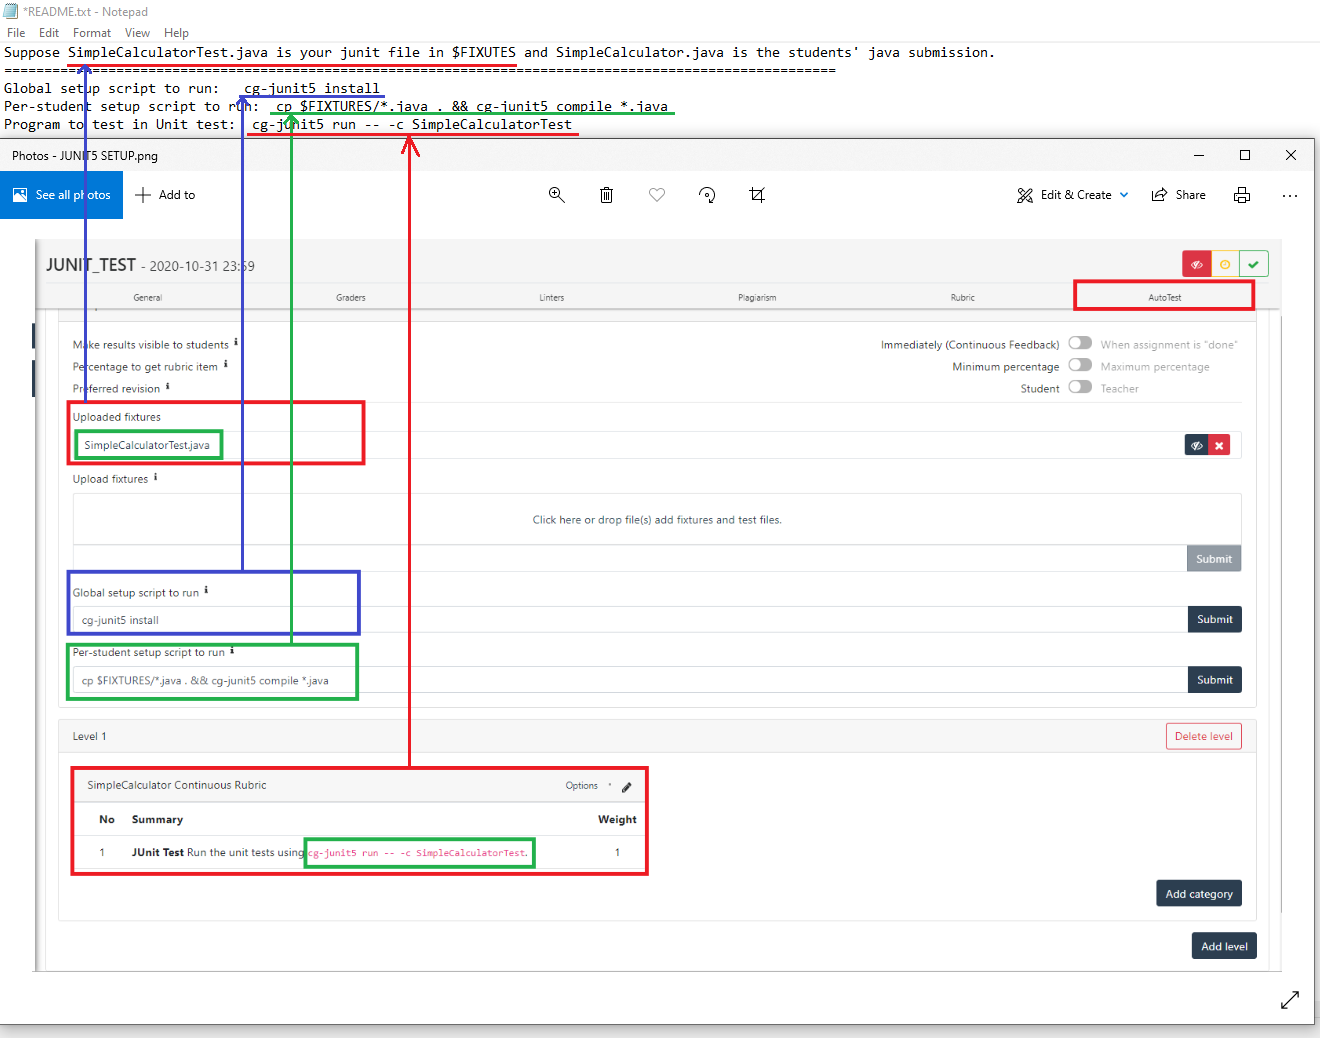 *README.txt - Notepad
File Edit Format View Help
Suppose SimpleCalculatorTest.java is your junit file in $FIXUTES and SimpleCalculator.java is the students' java submission.
========================================================================================================
Global setup script to run: cg-junit5 install
Per-student setup script to run: cp $FIXTURES/*.java . && cg-junit5 compile *.java
Program to test in Unit test: cg-junit5 run -- -c SimpleCalculatorTest
Photos - JUNIT5 SETUP.png
See all photos Add to Edit & Create Share
JUNIT_TEST - 2020-10-31 23:59
General Graders Linters Plagiarism Rubric AutoTest
Make results visible to students Immediately (Continuous Feedback) When assignment is "done"
Percentage to get rubric item Minimum percentage Maximum percentage
Preferred revision Student Teacher
Uploaded fixtures
SimpleCalculatorTest.java
Upload fixtures
Click here or drop file(s) add fixtures and test files.
Submit
Global setup script to run
cg-junit5 install Submit
Per-student setup script to run
cp $FIXTURES/*.java . && cg-junit5 compile *.java Submit
Level 1 Delete level
SimpleCalculator Continuous Rubric Options
No Summary Weight
1 JUnit Test Run the unit tests using cg-junit5 run -- -c SimpleCalculatorTest. 1
Add category
Add level